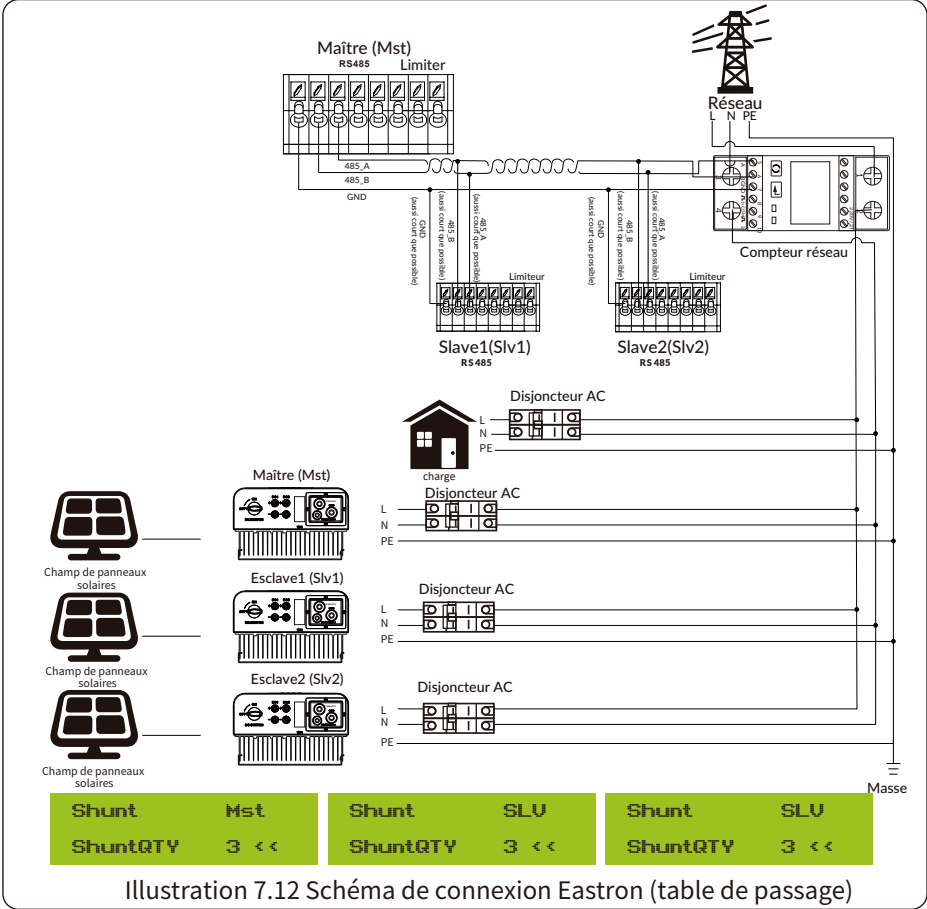 Maître (Mst)
RS485
Limiter
Réseau
L N PE
485_A
485_B
GND
Compteur réseau
GND
(aussi court que possible)
485_B
(aussi court que possible)
485_A
(aussi court que possible)
GND
(aussi court que possible)
485_B
(aussi court que possible)
485_A
(aussi court que possible)
Limiteur
Limiteur
Slave1(Slv1)
RS485
Slave2(Slv2)
RS485
Disjoncteur AC
L
N
PE
charge
Maître (Mst)
Disjoncteur AC
L
N
PE
Champ de panneaux
solaires
Esclave1 (Slv1)
Disjoncteur AC
L
N
PE
Champ de panneaux
solaires
Esclave2 (Slv2)
Disjoncteur AC
L
N
PE
Champ de panneaux
solaires
Masse
Shunt Mst
ShuntQTY 3 <<
Shunt SLV
ShuntQTY 3 <<
Shunt SLV
ShuntQTY 3 <<
Illustration 7.12 Schéma de connexion Eastron (table de passage)